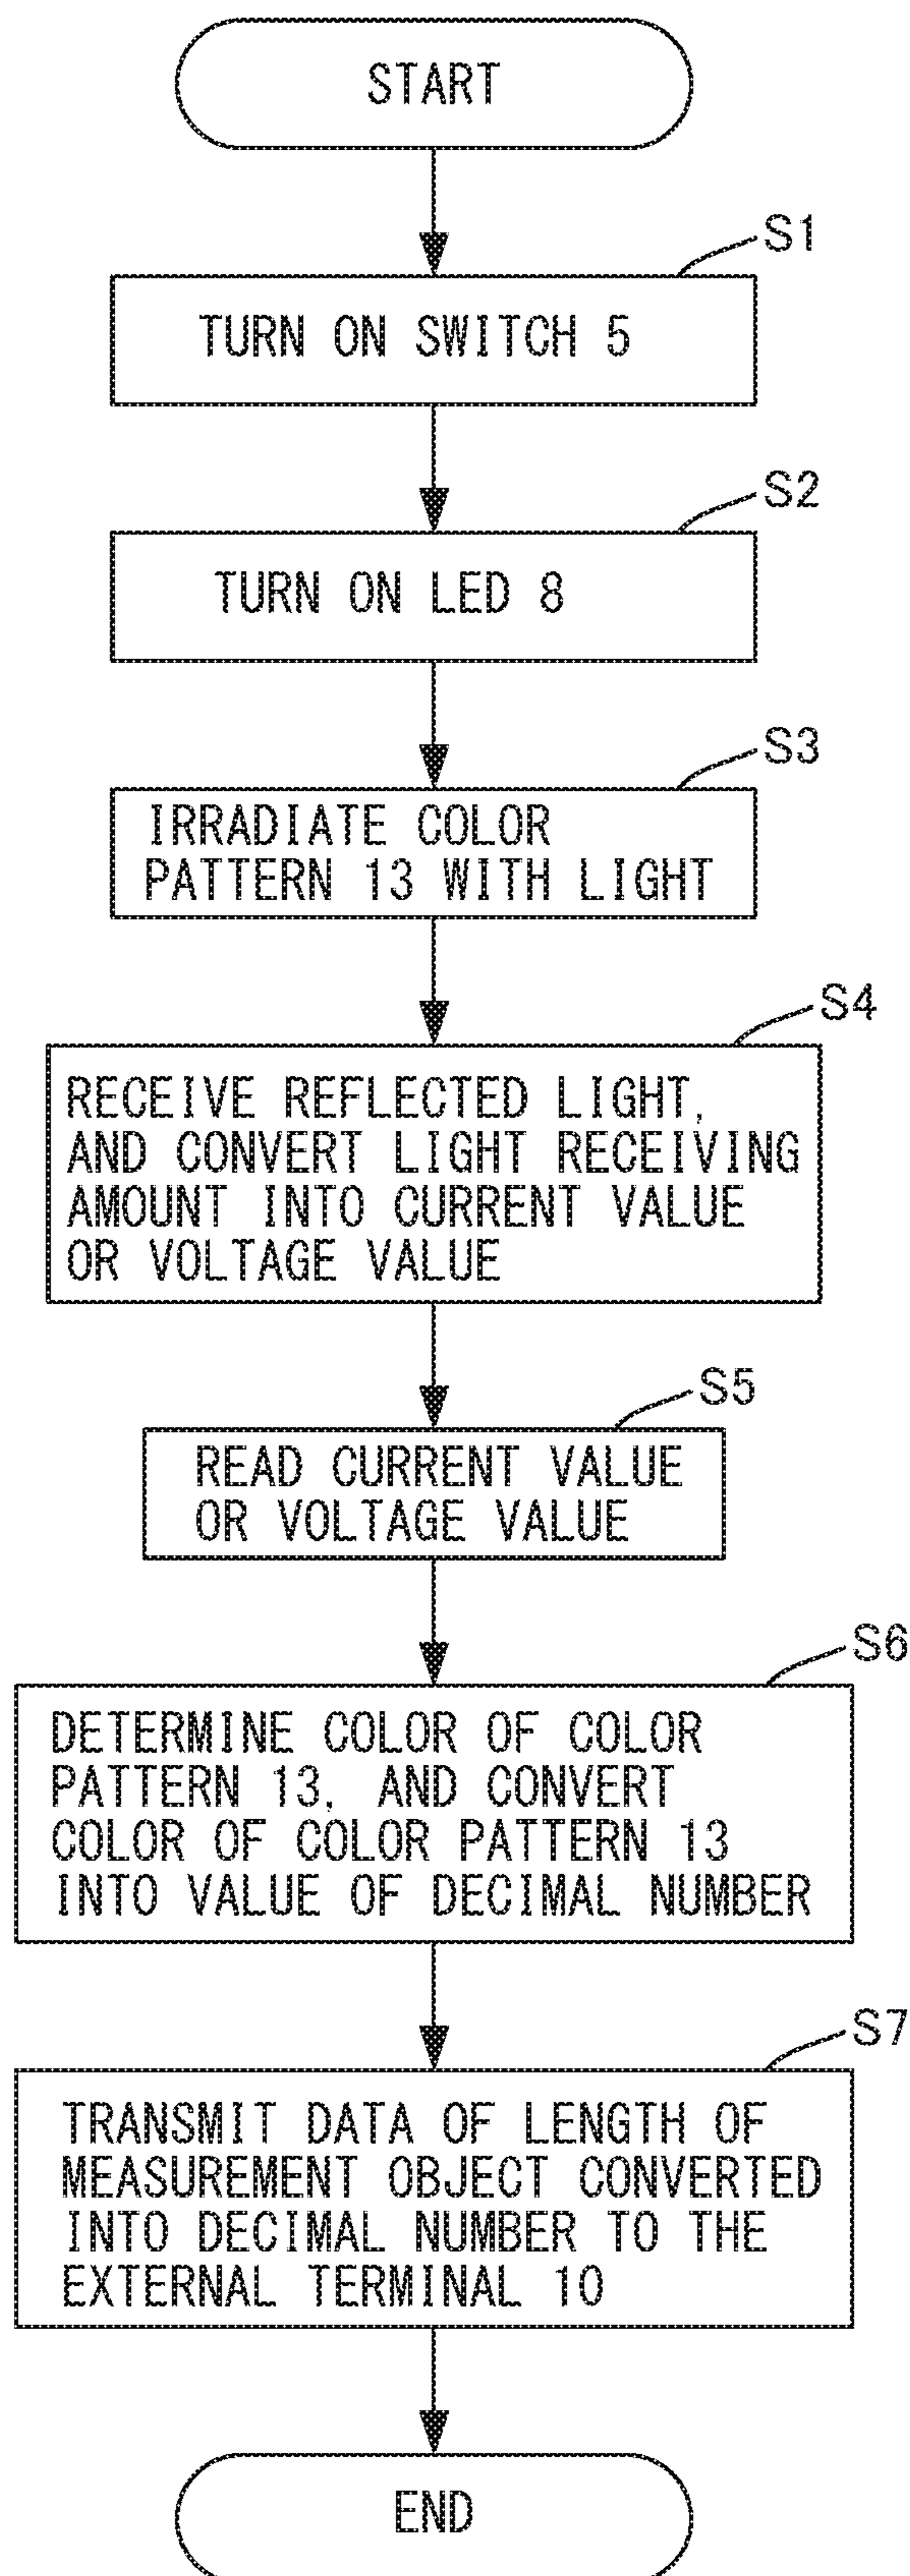 START
S1
TURN ON SWITCH 5
S2
TURN ON LED 8
S3
IRRADIATE COLOR
PATTERN 13 WITH LIGHT
S4
RECEIVE REFLECTED LIGHT,
AND CONVERT LIGHT RECEIVING
AMOUNT INTO CURRENT VALUE
OR VOLTAGE VALUE
S5
READ CURRENT VALUE
OR VOLTAGE VALUE
S6
DETERMINE COLOR OF COLOR
PATTERN 13, AND CONVERT
COLOR OF COLOR PATTERN 13
INTO VALUE OF DECIMAL NUMBER
S7
TRANSMIT DATA OF LENGTH OF
MEASUREMENT OBJECT CONVERTED
INTO DECIMAL NUMBER TO THE
EXTERNAL TERMINAL 10
END